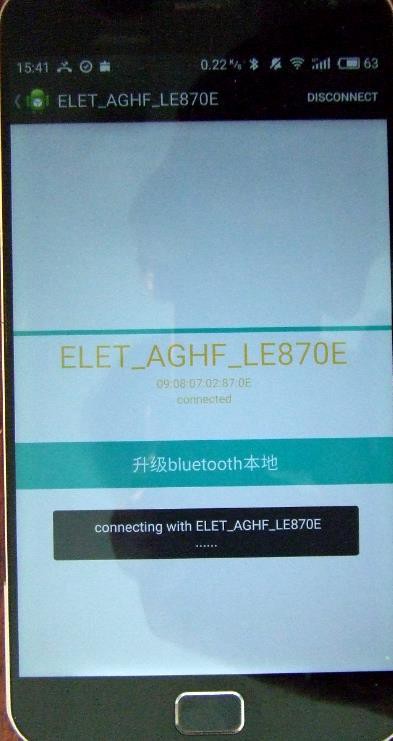 15:41 0.22 K/s 63
ELET_AGHF_LE870E DISCONNECT
ELET_AGHF_LE870E
09:08:07:02:87:0E
connected
升级bluetooth本地
connecting with ELET_AGHF_LE870E
......